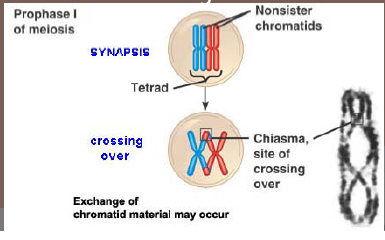 Prophase I
of meiosis
Nonsister
chromatids
SYNAPSIS
Tetrad
crossing
over
Chiasma,
site of
crossing
over
Exchange of
chromatid material may occur